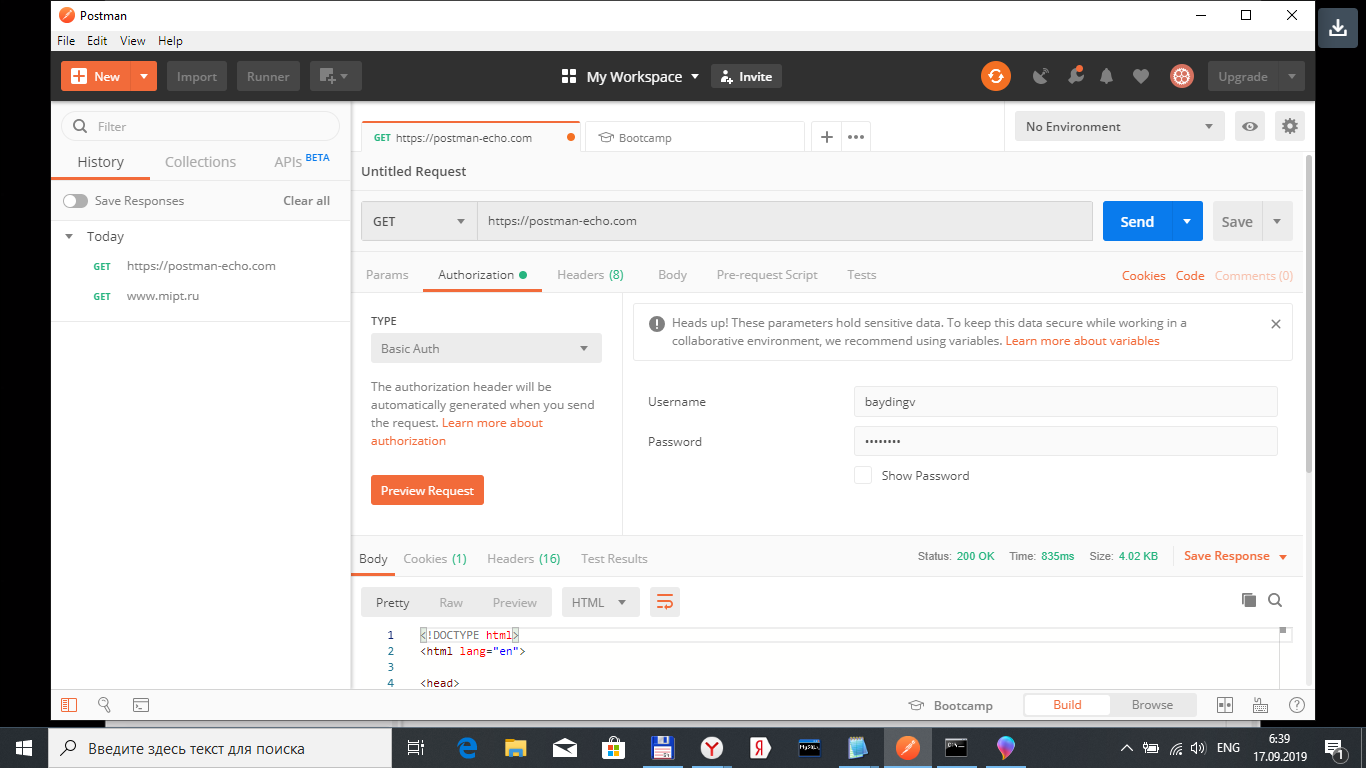 Postman
File Edit View Help
New Import Runner My Workspace Invite Upgrade
Filter
History Collections APIs BETA
Save Responses Clear all
Today
GET https://postman-echo.com
GET www.mipt.ru
GET https://postman-echo.com Bootcamp No Environment
Untitled Request
GET https://postman-echo.com Send Save
Params Authorization Headers (8) Body Pre-request Script Tests Cookies Code Comments (0)
TYPE
Basic Auth
The authorization header will be
automatically generated when you send
the request. Learn more about
authorization
Preview Request
Heads up! These parameters hold sensitive data. To keep this data secure while working in a
collaborative environment, we recommend using variables. Learn more about variables
Username baydingv
Password ••••••••
Show Password
Body Cookies (1) Headers (16) Test Results Status: 200 OK Time: 835ms Size: 4.02 KB Save Response
Pretty Raw Preview HTML
1 <!DOCTYPE html>
2 <html lang="en">
3
4 <head>
Bootcamp Build Browse
Введите здесь текст для поиска
MySQL
ENG
6:39
17.09.2019
1